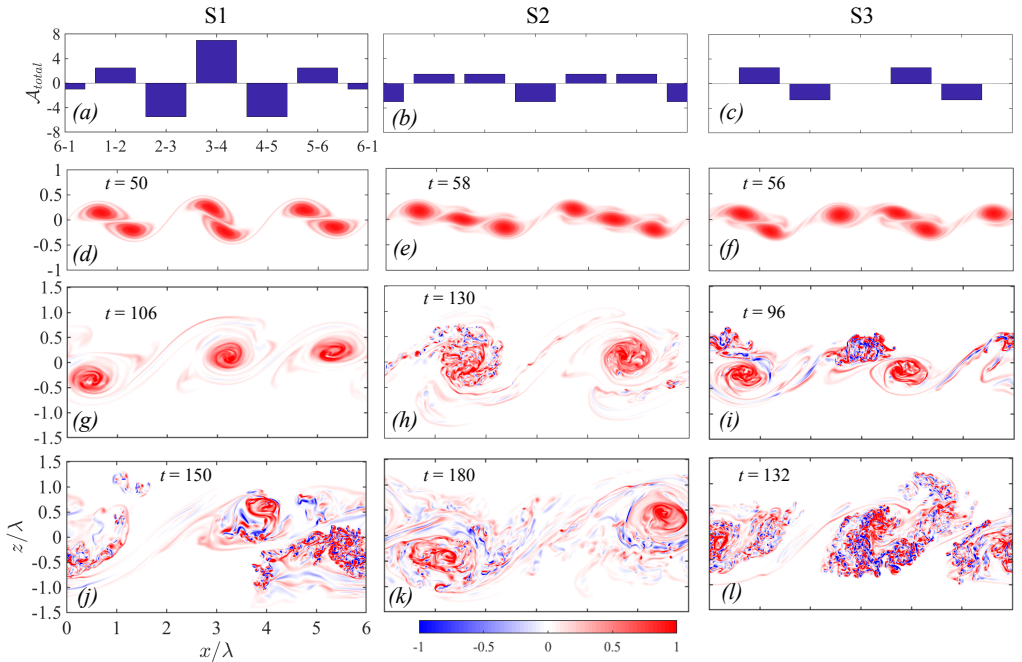 S1 S2 S3
8
4
0
-4
-8
𝒜total
(a) (b) (c)
6-1 1-2 2-3 3-4 4-5 5-6 6-1
1
0.5
0
-0.5
-1
t = 50 t = 58 t = 56
(d) (e) (f)
1.5
1.0
0.5
0
-0.5
-1.0
-1.5
t = 106 t = 130 t = 96
(g) (h) (i)
1.5
1.0
0.5
0
-0.5
-1.0
-1.5
z/λ
t = 150 t = 180 t = 132
(j) (k) (l)
0 1 2 3 4 5 6
x/λ
-1 -0.5 0 0.5 1